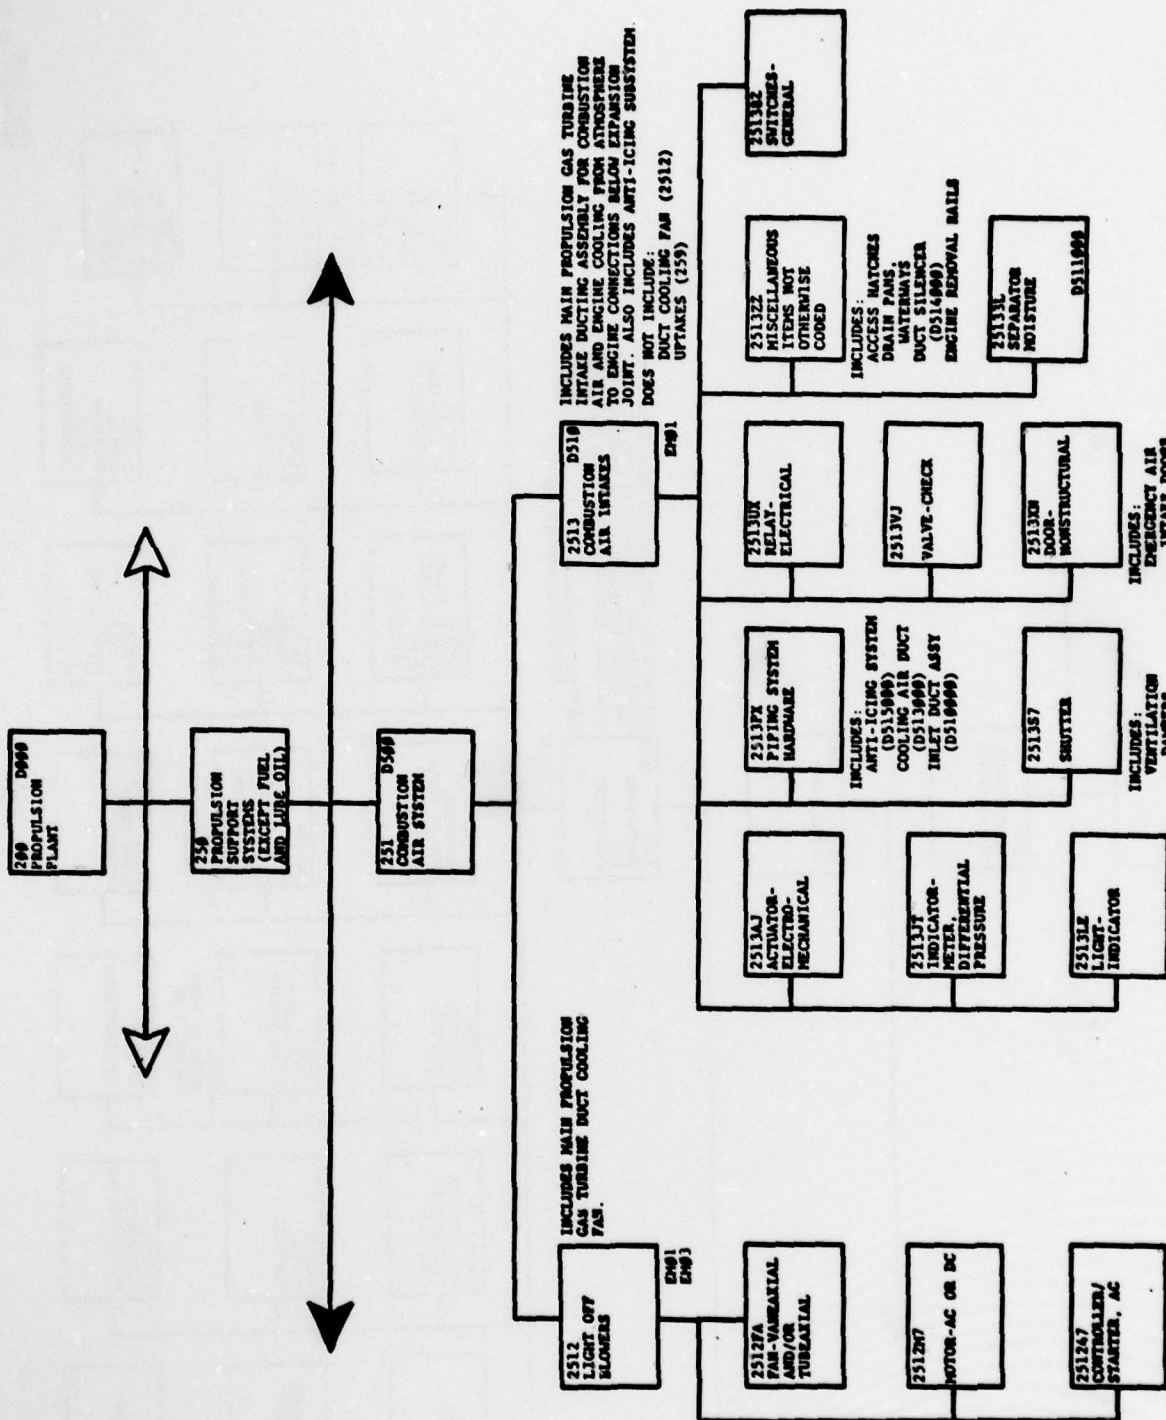 200 D000
PROPULSION
PLANT
250
PROPULSION
SUPPORT
SYSTEMS
(EXCEPT FUEL
AND LUBE OIL)
251 D500
COMBUSTION
AIR SYSTEM
2512
LIGHT OFF
BLOWERS
INCLUDES MAIN PROPULSION
GAS TURBINE DUCT COOLING
FAN.
EM01
EM03
2512FA
FAN-VANEAXIAL
AND/OR
TUBEAXIAL
2512M7
MOTOR-AC OR DC
251267
CONTROLLER/
STARTER, AC
2513 D510
COMBUSTION
AIR INTAKES
INCLUDES MAIN PROPULSION GAS TURBINE
INTAKE DUCTING ASSEMBLY FOR COMBUSTION
AIR AND ENGINE COOLING FROM ATMOSPHERE
TO ENGINE CONNECTIONS BELOW EXPANSION
JOINT. ALSO INCLUDES ANTI-ICING SUBSYSTEM.
DOES NOT INCLUDE:
DUCT COOLING FAN (2512)
UPTAKES (259)
EM01
2513AJ
ACTUATOR-
ELECTRO-
MECHANICAL
2513JT
INDICATOR-
METER,
DIFFERENTIAL
PRESSURE
2513LE
LIGHT-
INDICATOR
2513PX
PIPING SYSTEM
HARDWARE
INCLUDES:
ANTI-ICING SYSTEM
(D515000)
COOLING AIR DUCT
(D513000)
INLET DUCT ASSY
(D510000)
2513S7
SHUTTER
INCLUDES:
VENTILATION
2513UX
RELAY-
ELECTRICAL
2513VJ
VALVE-CHECK
2513XN
DOOR-
NONSTRUCTURAL
INCLUDES:
EMERGENCY AIR
INTAKE DOORS
2513ZZ
MISCELLANEOUS
ITEMS NOT
OTHERWISE
CODED
INCLUDES:
ACCESS HATCHES
DRAIN PANS,
WATERWAYS
DUCT SILENCER
(D514000)
ENGINE REMOVAL RAILS
25133L
SEPARATOR
MOISTURE
D511000
2513BZ
SWITCHES-
GENERAL